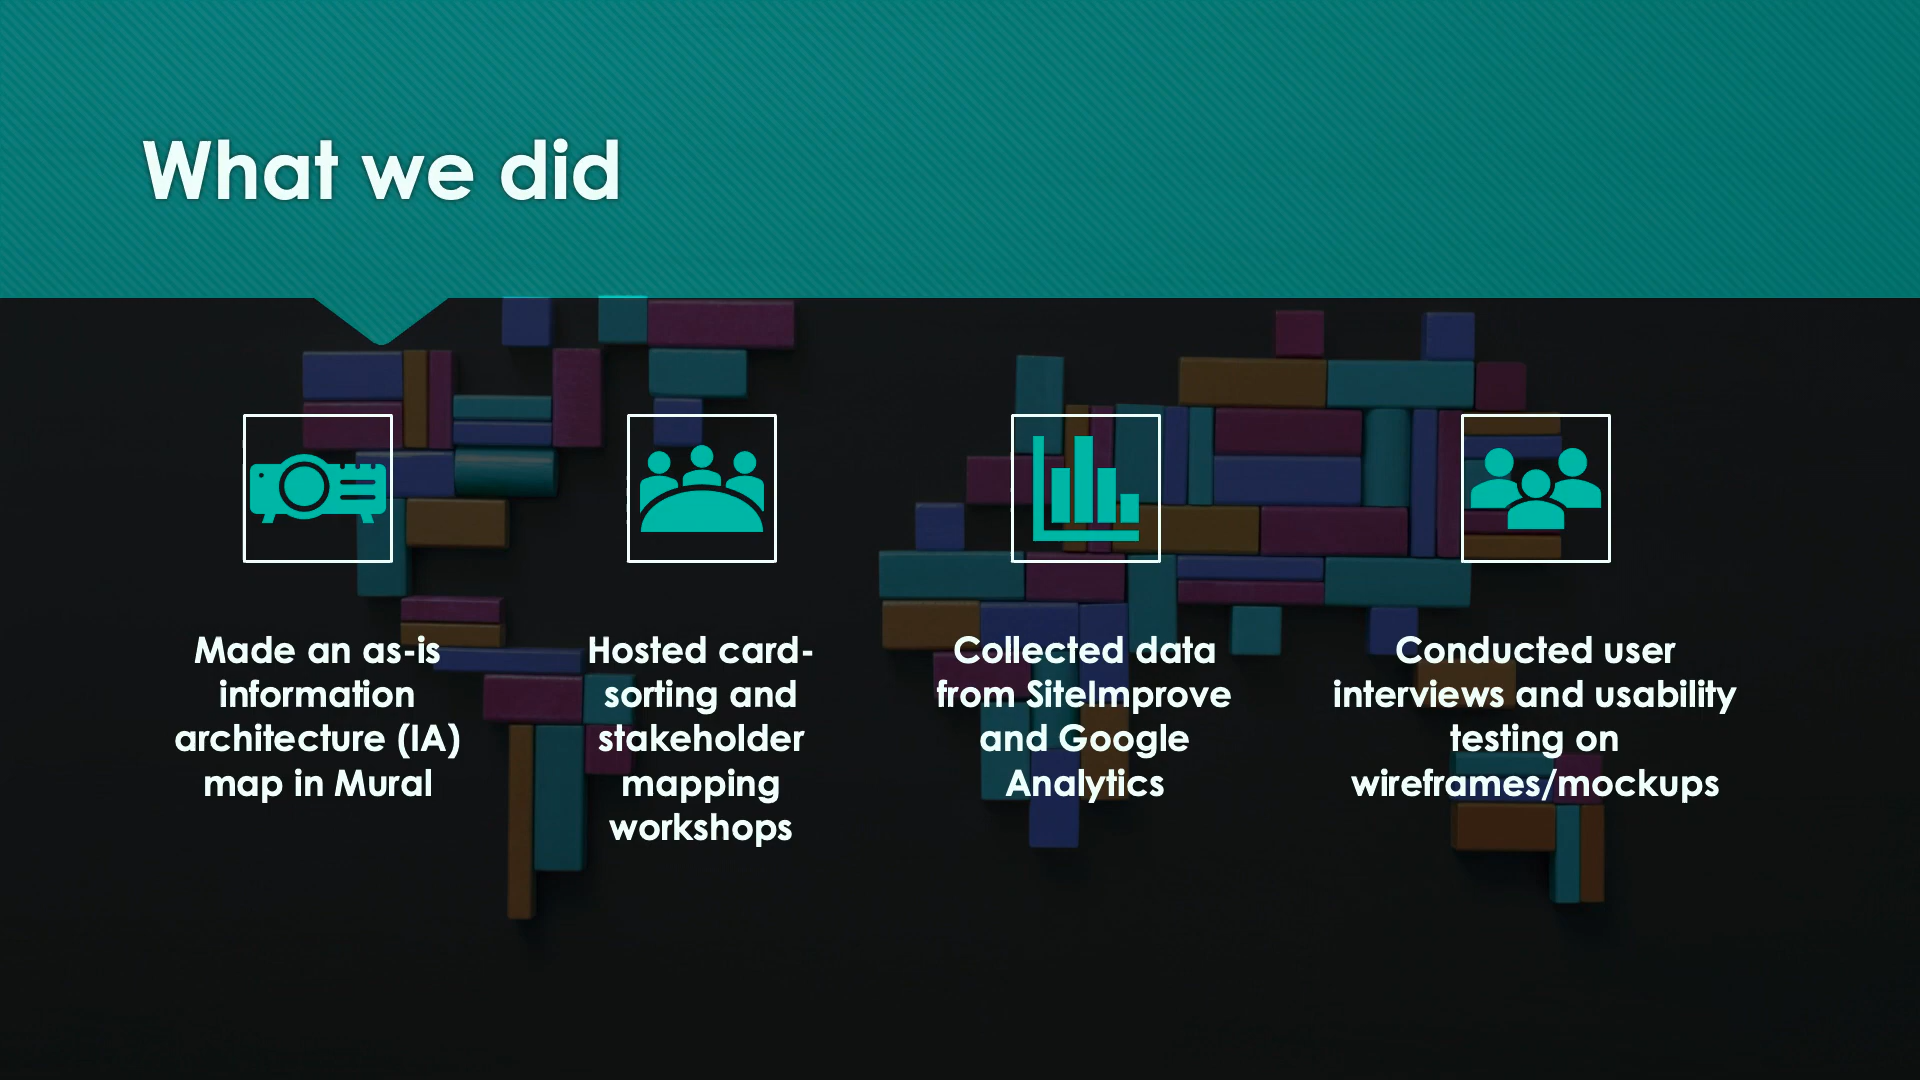 What we did
Made an as-is
information
architecture (IA)
map in Mural
Hosted card-
sorting and
stakeholder
mapping
workshops
Collected data
from SiteImprove
and Google
Analytics
Conducted user
interviews and usability
testing on
wireframes/mockups